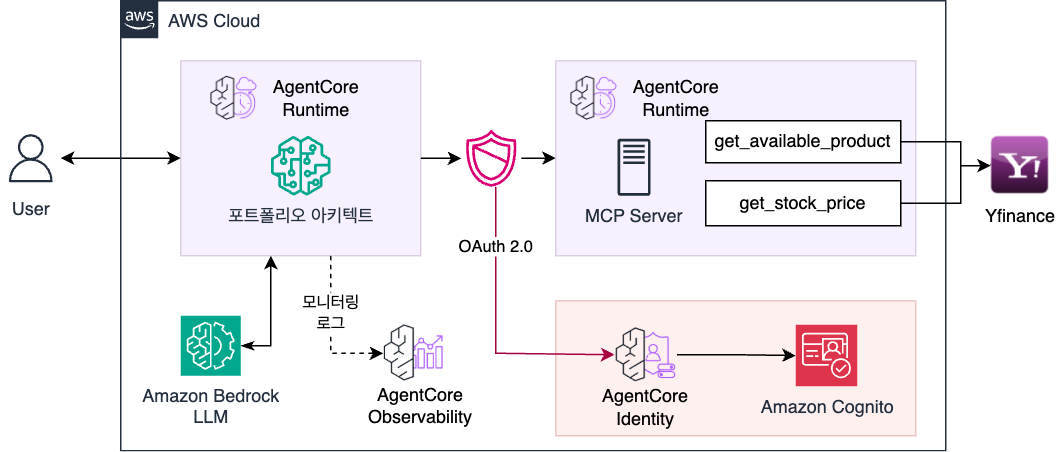 aws
AWS Cloud
AgentCore
Runtime
포트폴리오 아키텍트
User
OAuth 2.0
AgentCore
Runtime
MCP Server
get_available_product
get_stock_price
Y!
Yfinance
모니터링
로그
Amazon Bedrock
LLM
AgentCore
Observability
AgentCore
Identity
Amazon Cognito